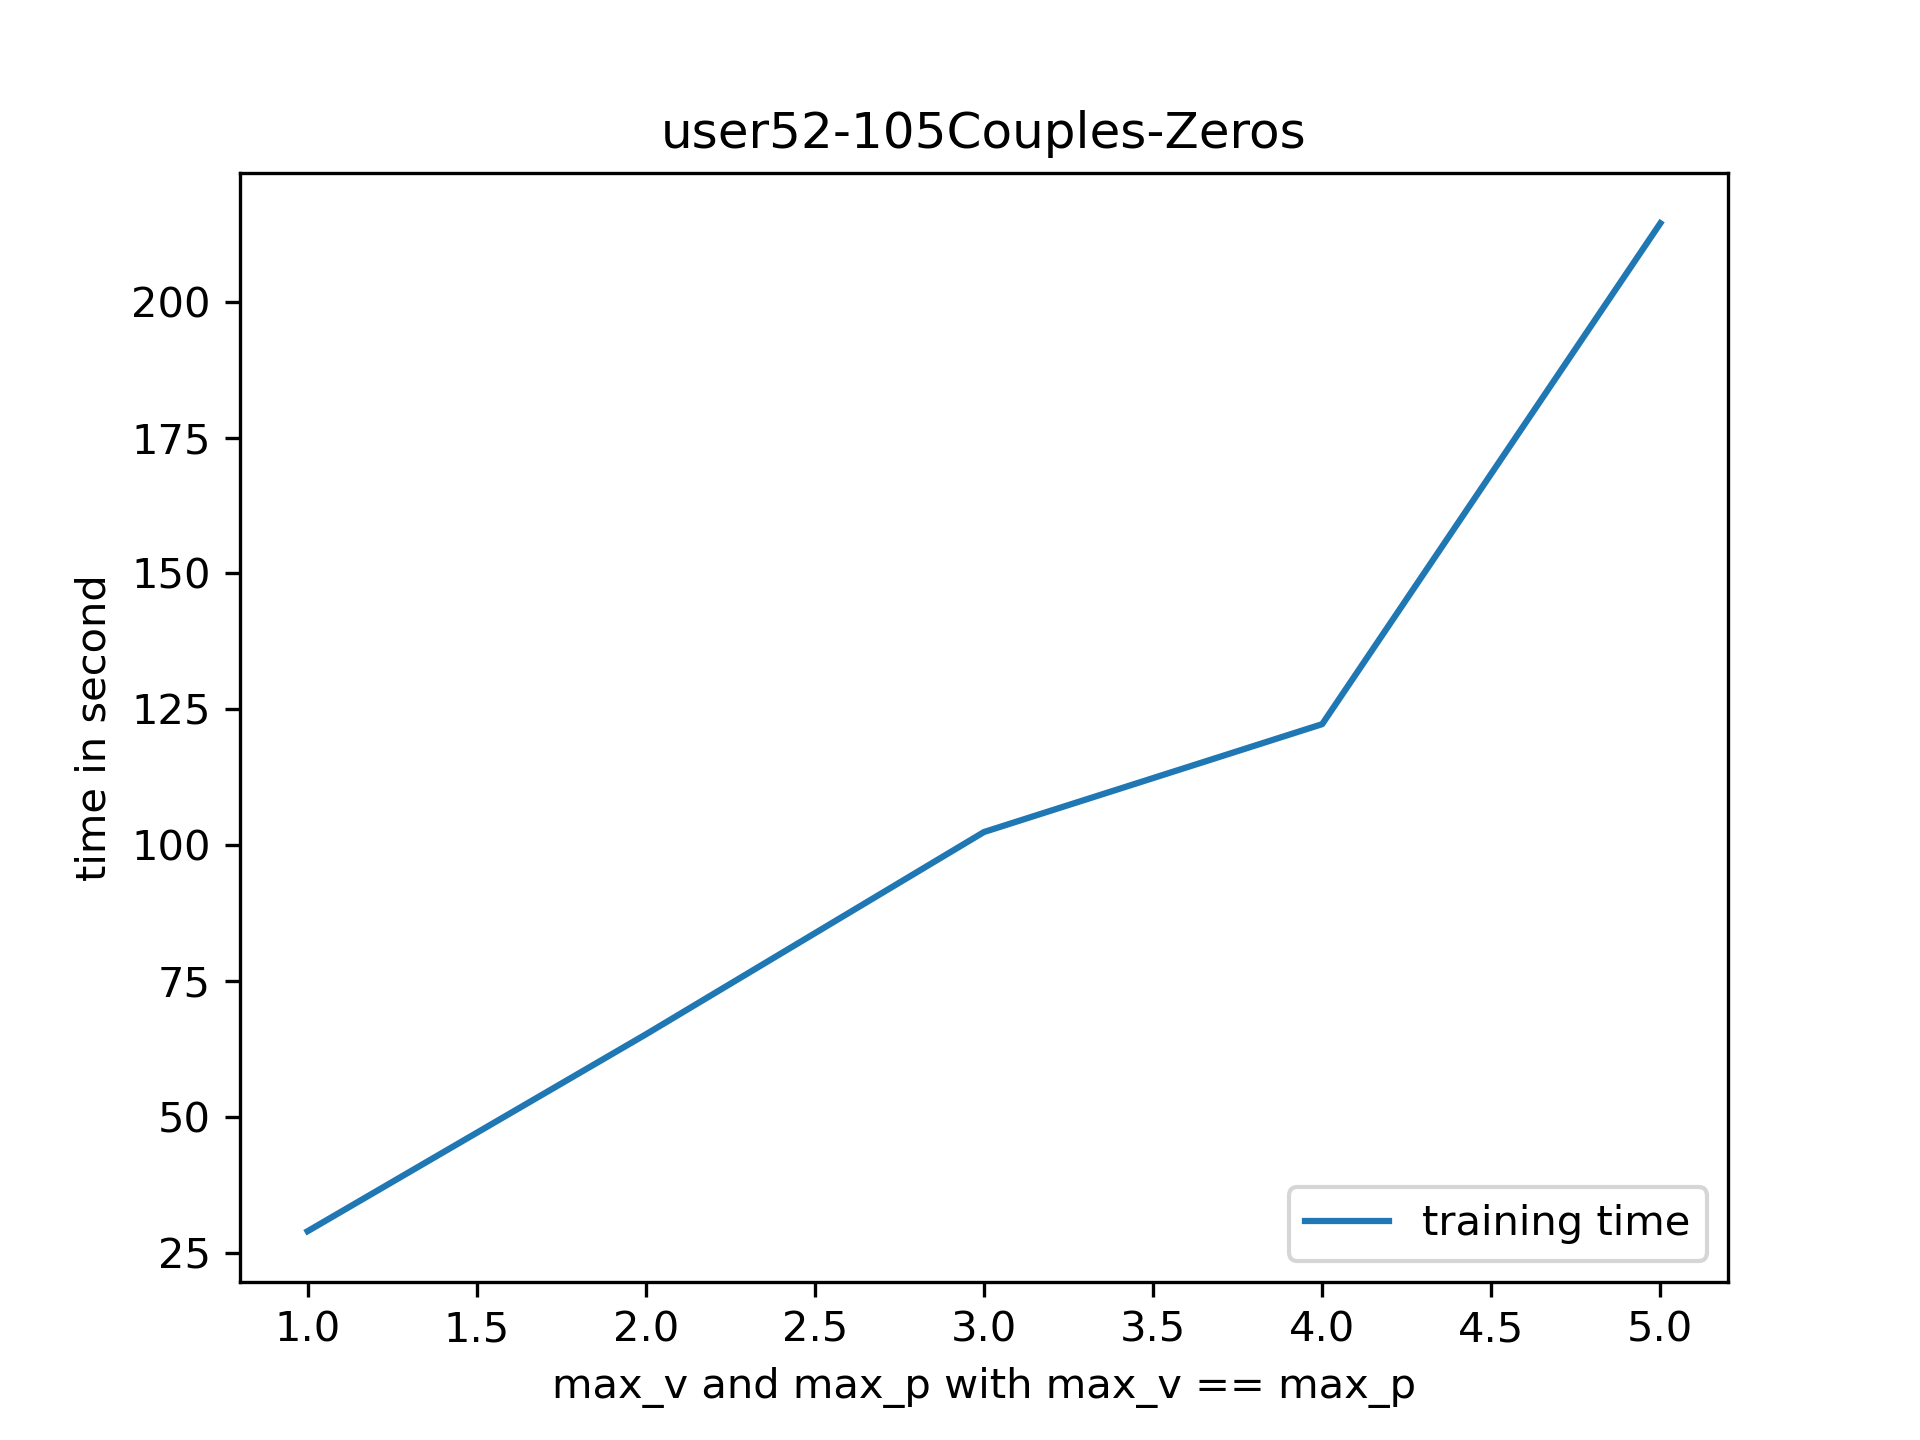 user52-105Couples-Zeros
time in second
200
175
150
125
100
75
50
25
training time
1.0 1.5 2.0 2.5 3.0 3.5 4.0 4.5 5.0
max_v and max_p with max_v == max_p